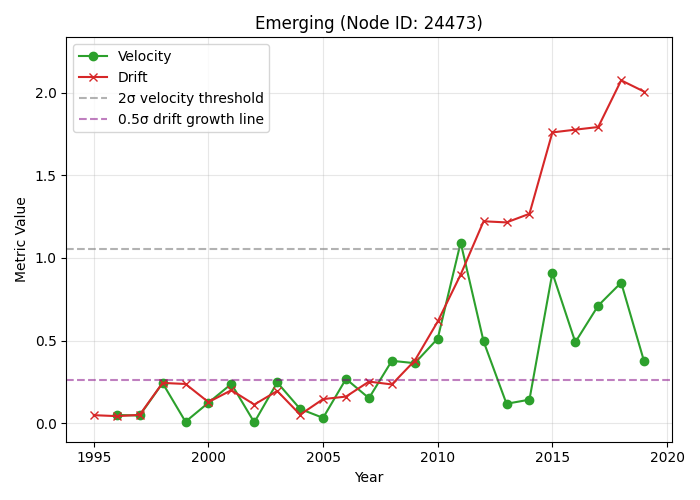 Emerging (Node ID: 24473)
Velocity
Drift
2σ velocity threshold
0.5σ drift growth line
Metric Value
2.0
1.5
1.0
0.5
0.0
1995 2000 2005 2010 2015 2020
Year